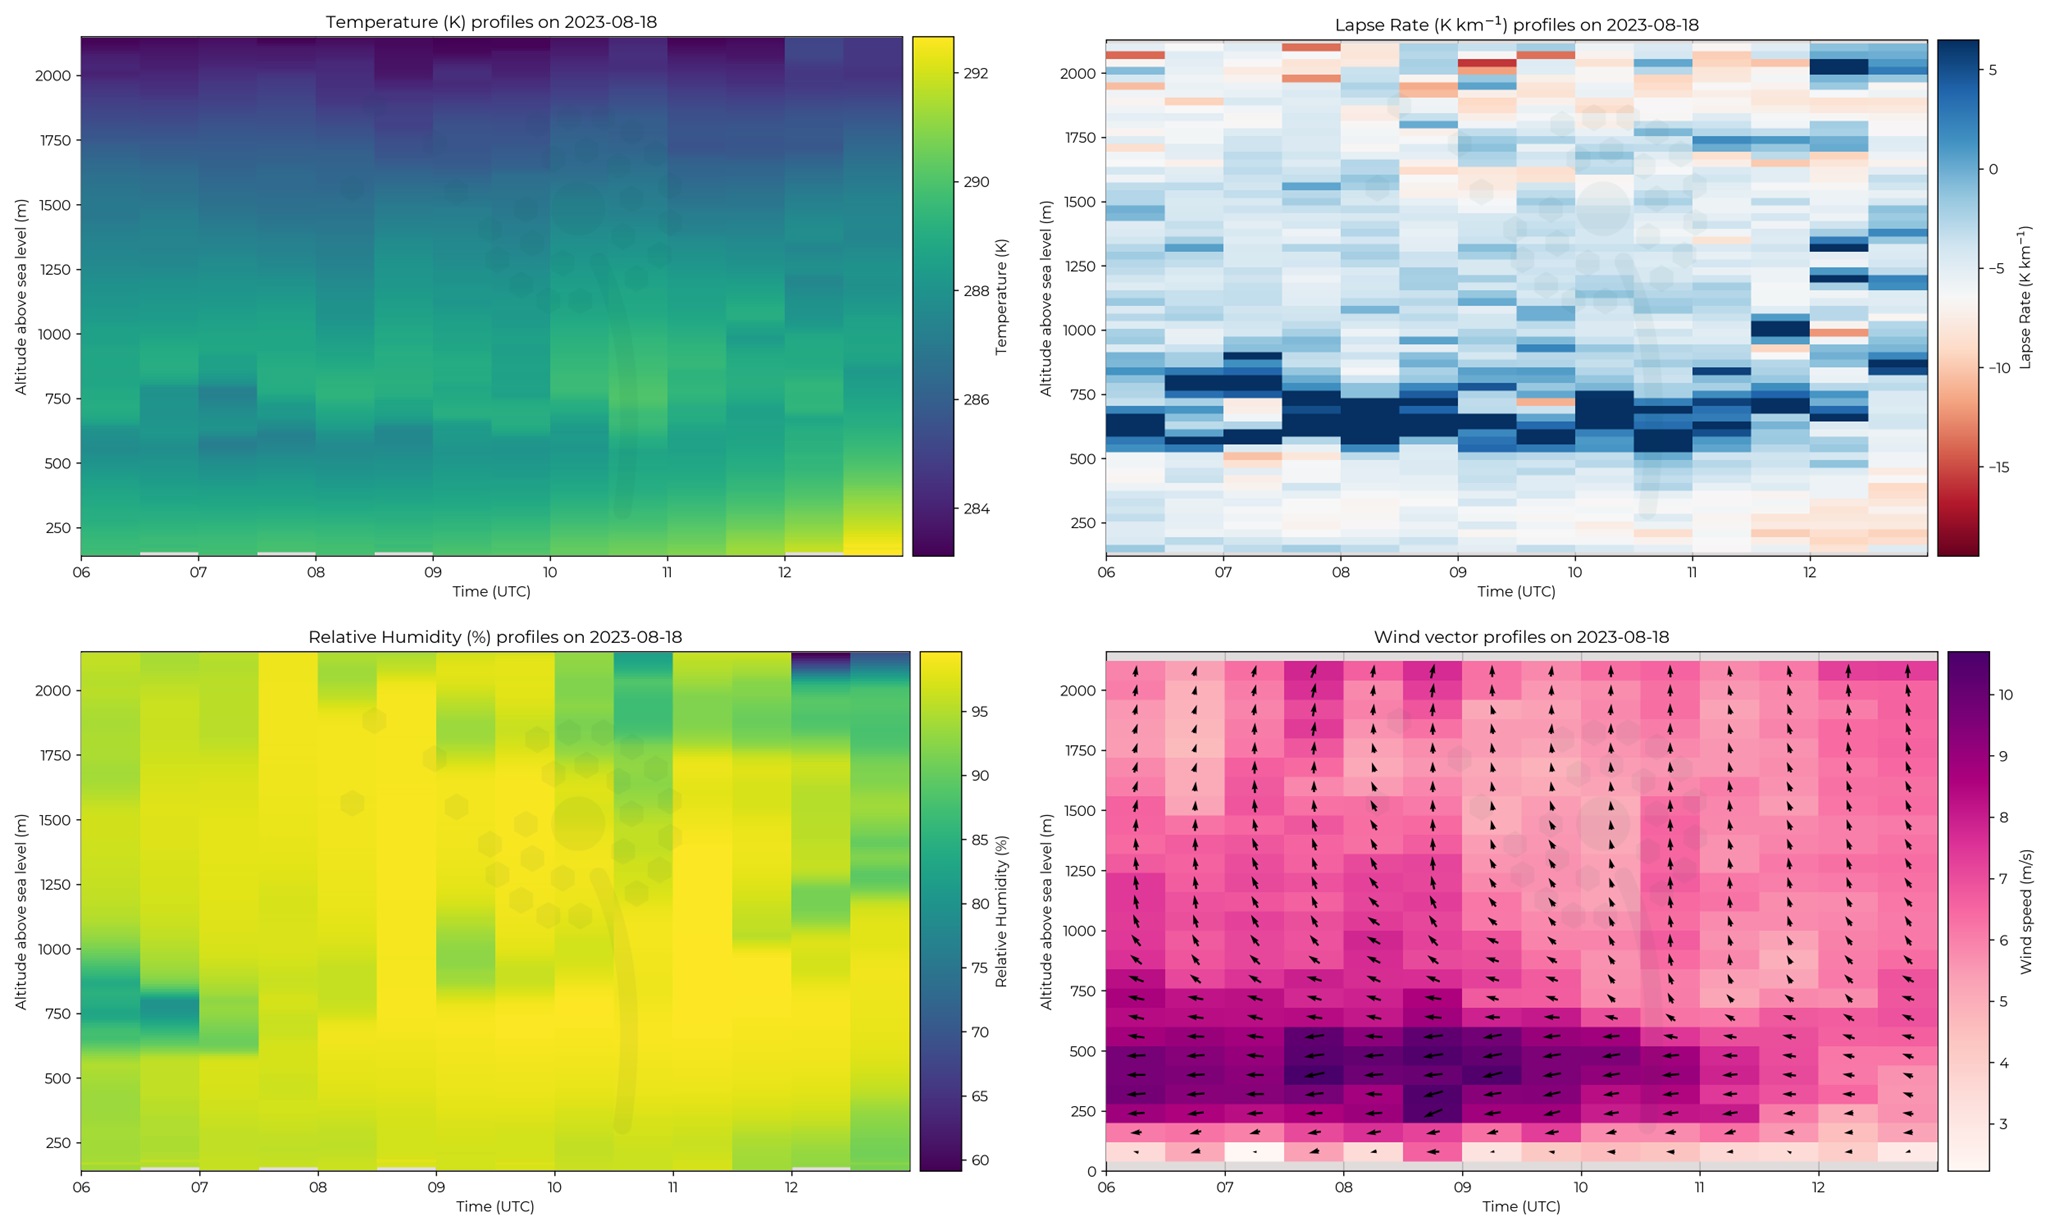 Temperature (K) profiles on 2023-08-18
Altitude above sea level (m)
2000
1750
1500
1250
1000
750
500
250
06 07 08 09 10 11 12
Time (UTC)
292
290
288
286
284
Temperature (K)
Lapse Rate (K km⁻¹) profiles on 2023-08-18
Altitude above sea level (m)
2000
1750
1500
1250
1000
750
500
250
06 07 08 09 10 11 12
Time (UTC)
5
0
−5
−10
−15
Lapse Rate (K km⁻¹)
Relative Humidity (%) profiles on 2023-08-18
Altitude above sea level (m)
2000
1750
1500
1250
1000
750
500
250
06 07 08 09 10 11 12
Time (UTC)
95
90
85
80
75
70
65
60
Relative Humidity (%)
Wind vector profiles on 2023-08-18
Altitude above sea level (m)
2000
1750
1500
1250
1000
750
500
250
0
06 07 08 09 10 11 12
Time (UTC)
10
9
8
7
6
5
4
3
Wind speed (m/s)